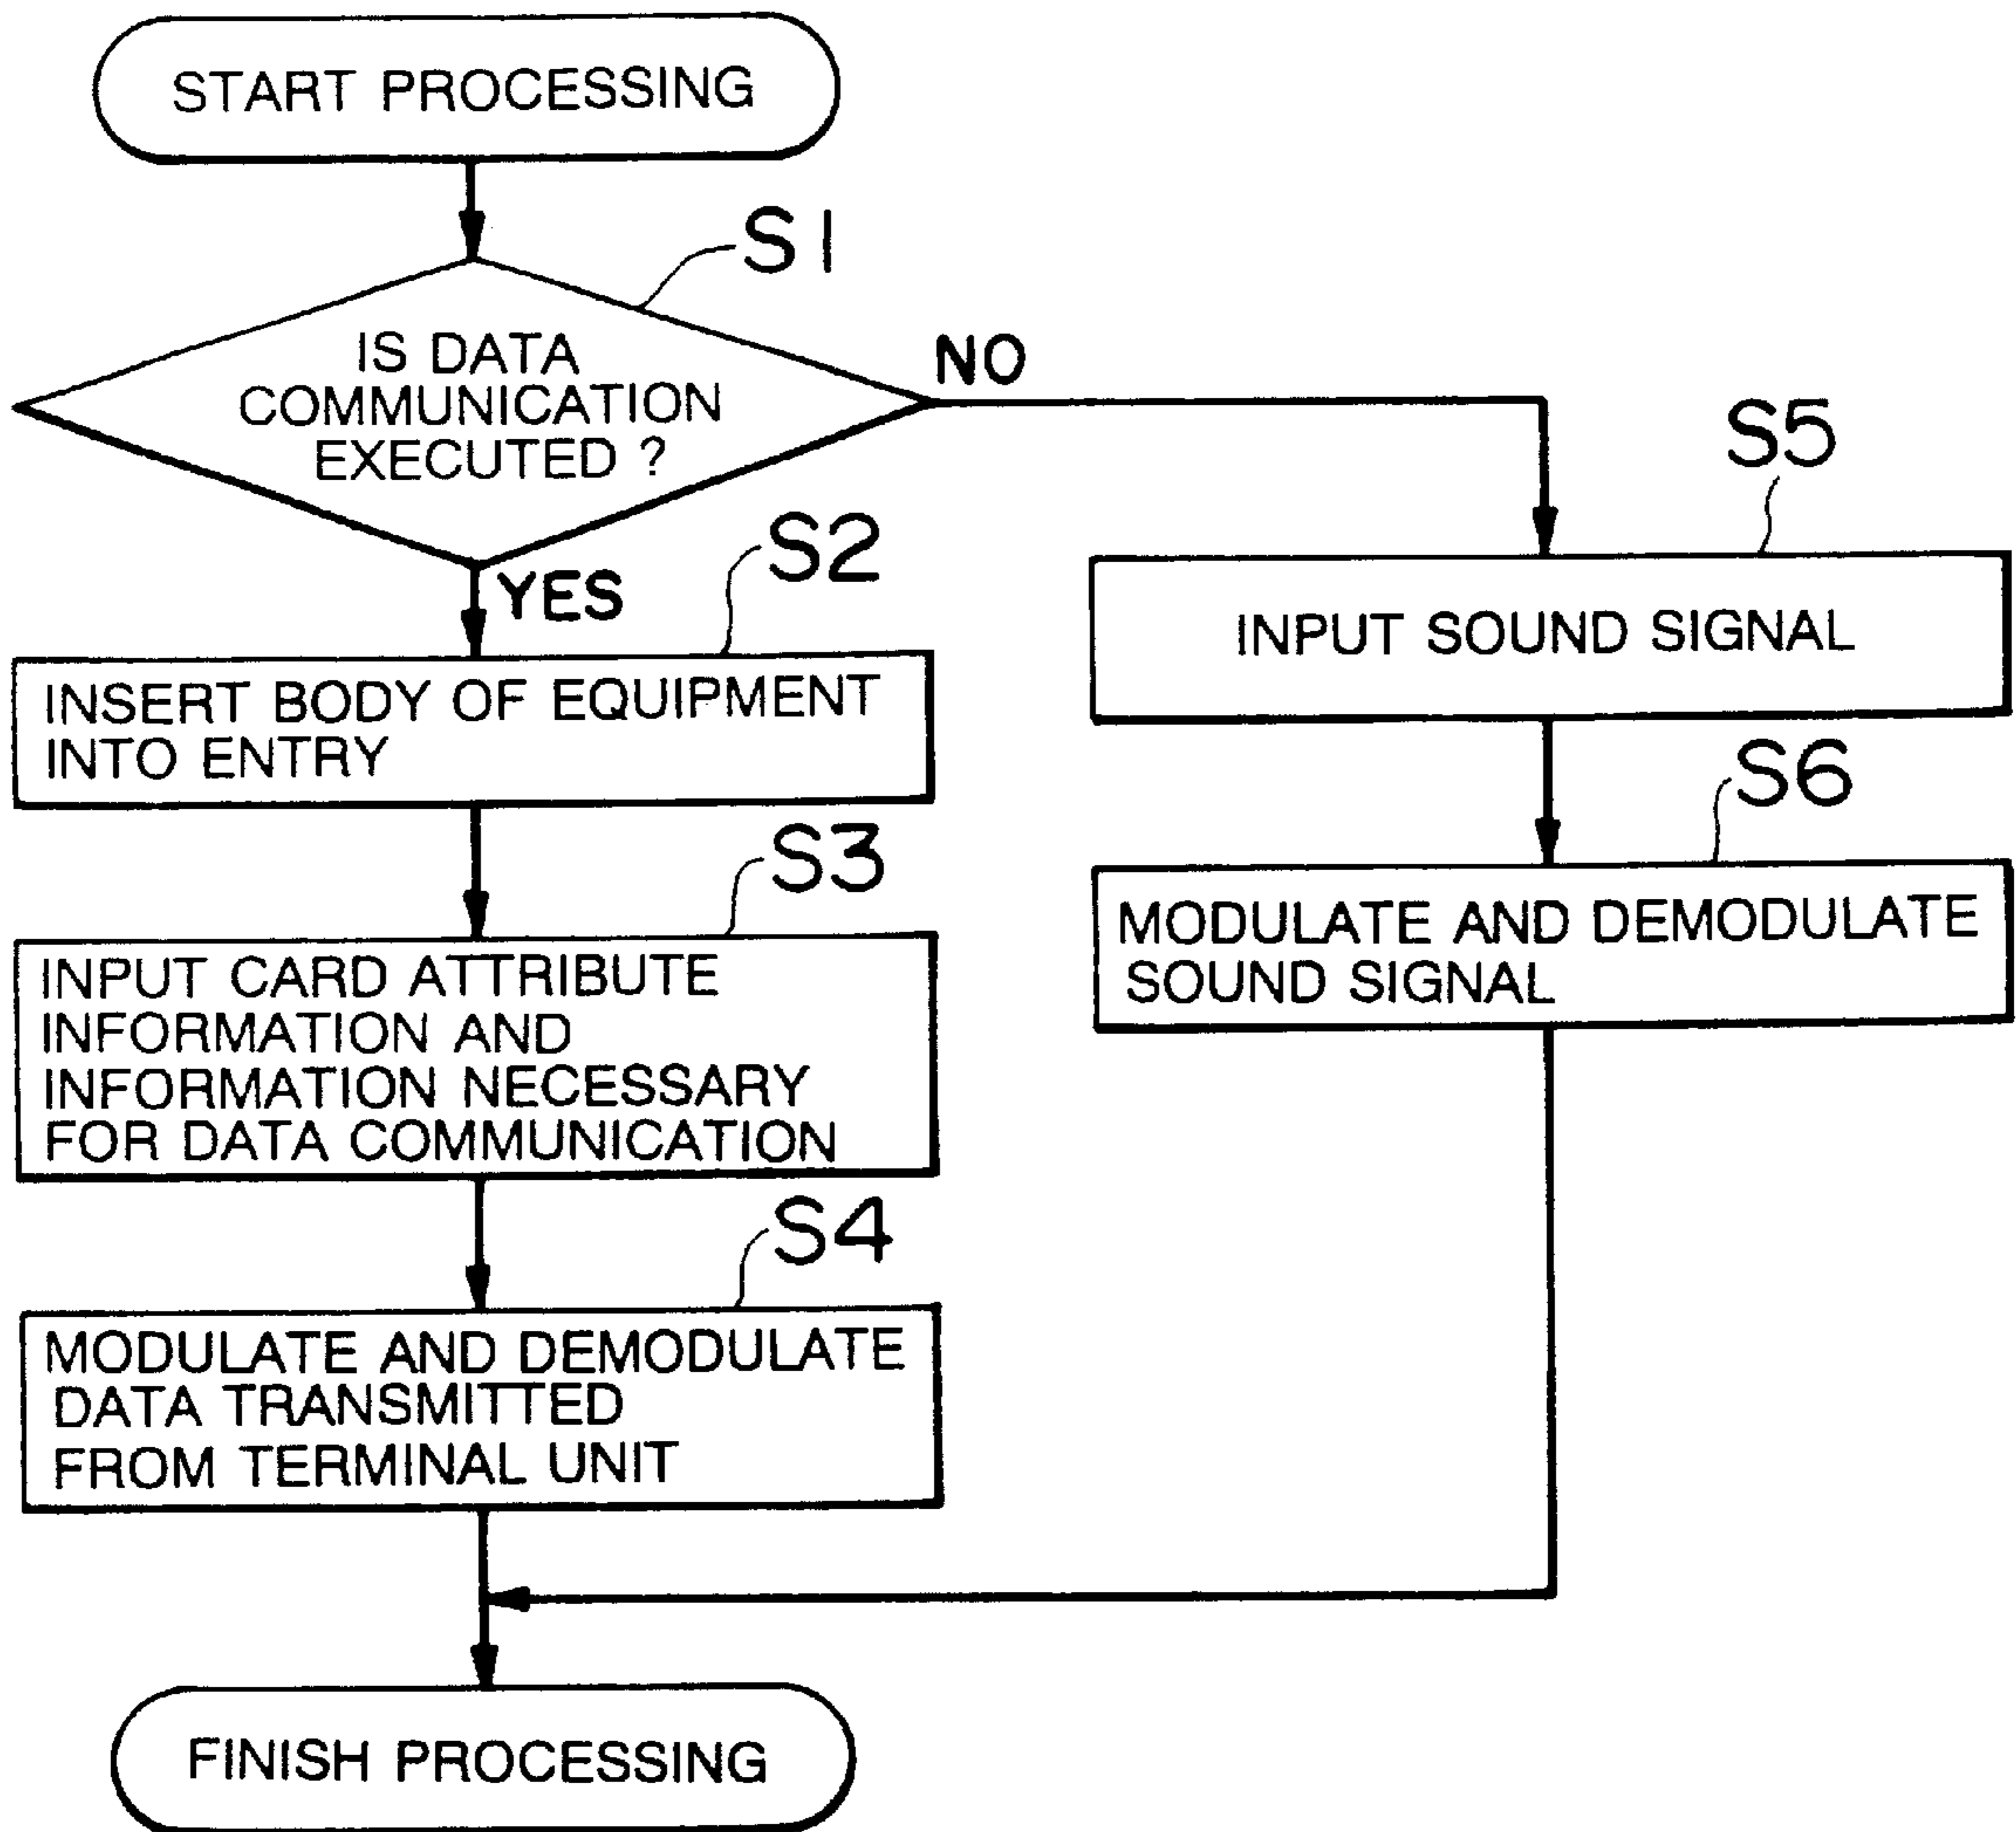 START PROCESSING
S1
IS DATA
COMMUNICATION
EXECUTED ?
NO
YES
S2
INSERT BODY OF EQUIPMENT
INTO ENTRY
S3
INPUT CARD ATTRIBUTE
INFORMATION AND
INFORMATION NECESSARY
FOR DATA COMMUNICATION
S4
MODULATE AND DEMODULATE
DATA TRANSMITTED
FROM TERMINAL UNIT
S5
INPUT SOUND SIGNAL
S6
MODULATE AND DEMODULATE
SOUND SIGNAL
FINISH PROCESSING